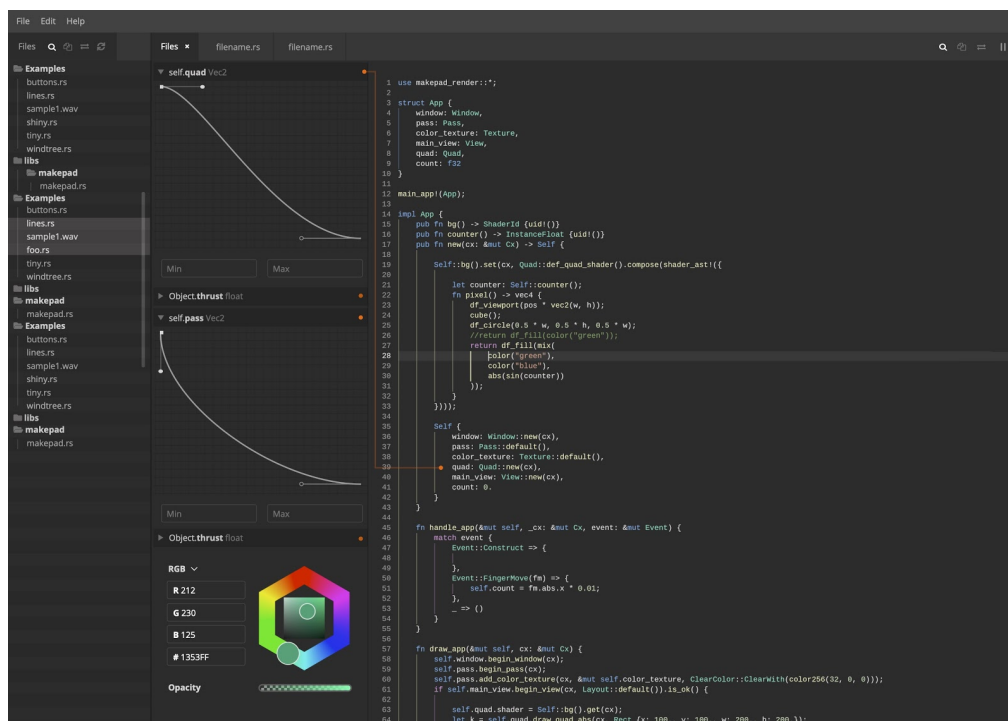 File Edit Help
Files
Files × filename.rs filename.rs
Examples
buttons.rs
lines.rs
sample1.wav
shiny.rs
tiny.rs
windtree.rs
libs
makepad
makepad.rs
Examples
buttons.rs
lines.rs
sample1.wav
foo.rs
tiny.rs
windtree.rs
libs
makepad
makepad.rs
Examples
buttons.rs
lines.rs
sample1.wav
shiny.rs
tiny.rs
windtree.rs
libs
makepad
makepad.rs
self.quad Vec2
Min Max
Object.thrust float
self.pass Vec2
Min Max
Object.thrust float
RGB
R 212
G 230
B 125
# 1353FF
Opacity
1 use makepad_render::*;
2
3 struct App {
4 window: Window,
5 pass: Pass,
6 color_texture: Texture,
7 main_view: View,
8 quad: Quad,
9 count: f32
10 }
11
12 main_app!(App);
13
14 impl App {
15 pub fn bg() -> ShaderId {uid!()}
16 pub fn counter() -> InstanceFloat {uid!()}
17 pub fn new(cx: &mut Cx) -> Self {
18
19 Self::bg().set(cx, Quad::def_quad_shader().compose(shader_ast!({
20
21 let counter: Self::counter();
22 fn pixel() -> vec4 {
23 df_viewport(pos * vec2(w, h));
24 cube();
25 df_circle(0.5 * w, 0.5 * h, 0.5 * w);
26 //return df_fill(color("green"));
27 return df_fill(mix(
28 color("green"),
29 color("blue"),
30 abs(sin(counter))
31 ));
32 }
33 })));
34
35 Self {
36 window: Window::new(cx),
37 pass: Pass::default(),
38 color_texture: Texture::default(),
39 quad: Quad::new(cx),
40 main_view: View::new(cx),
41 count: 0.
42 }
43 }
44
45 fn handle_app(&mut self, _cx: &mut Cx, event: &mut Event) {
46 match event {
47 Event::Construct => {
48
49 },
50 Event::FingerMove(fm) => {
51 self.count = fm.abs.x * 0.01;
52 },
53 _ => ()
54 }
55 }
56
57 fn draw_app(&mut self, cx: &mut Cx) {
58 self.window.begin_window(cx);
59 self.pass.begin_pass(cx);
60 self.pass.add_color_texture(cx, &mut self.color_texture, ClearColor::ClearWith(color256(32, 0, 0)));
61 if self.main_view.begin_view(cx, Layout::default()).is_ok() {
62
63 self.quad.shader = Self::bg().get(cx);
64 let k = self.quad.draw_quad_abs(cx, Rect {x: 100., y: 100., w: 200., h: 200.});